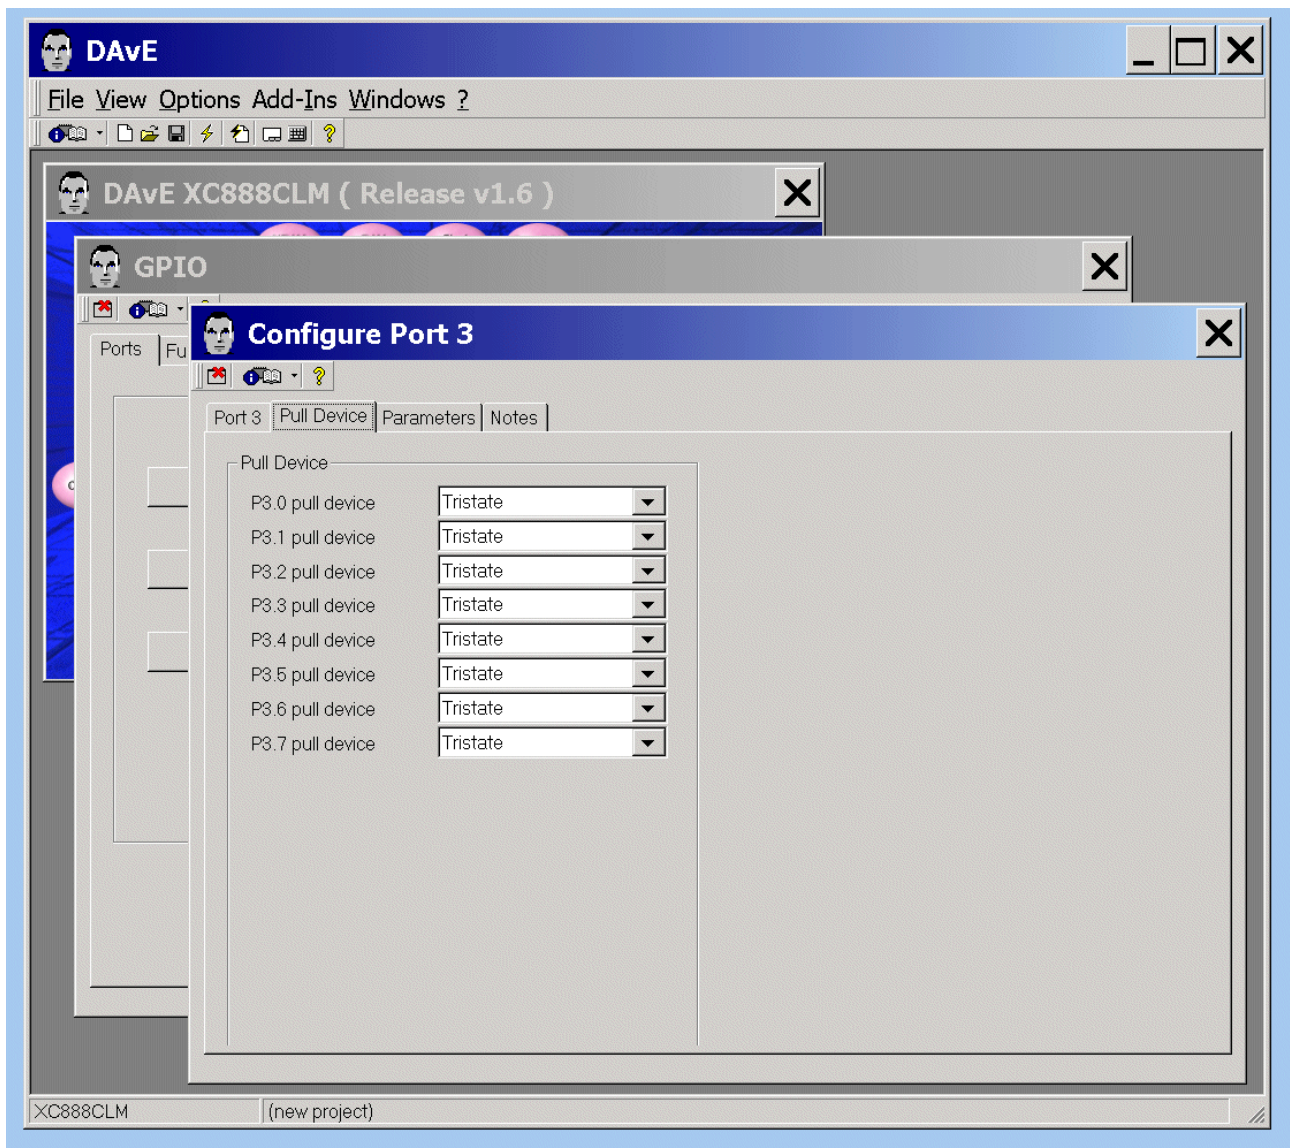 DAvE
File View Options Add-Ins Windows ?
DAvE XC888CLM ( Release v1.6 )
GPIO
Configure Port 3
Ports
Port 3 Pull Device Parameters Notes
Pull Device
P3.0 pull device Tristate
P3.1 pull device Tristate
P3.2 pull device Tristate
P3.3 pull device Tristate
P3.4 pull device Tristate
P3.5 pull device Tristate
P3.6 pull device Tristate
P3.7 pull device Tristate
XC888CLM (new project)